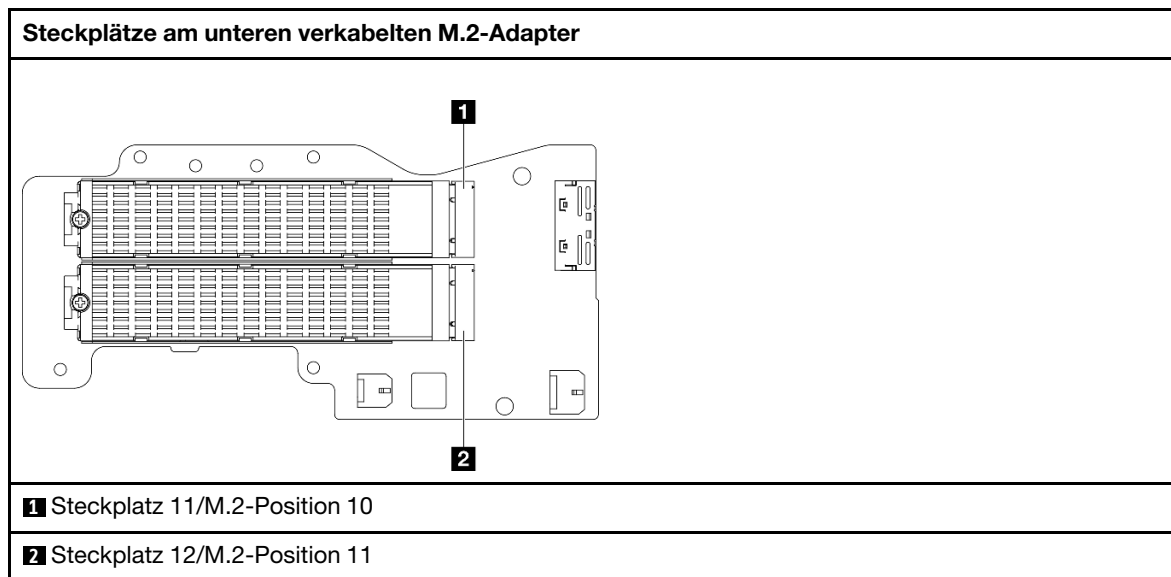 Steckplätze am unteren verkabelten M.2-Adapter
1
2
1 Steckplatz 11/M.2-Position 10
2 Steckplatz 12/M.2-Position 11